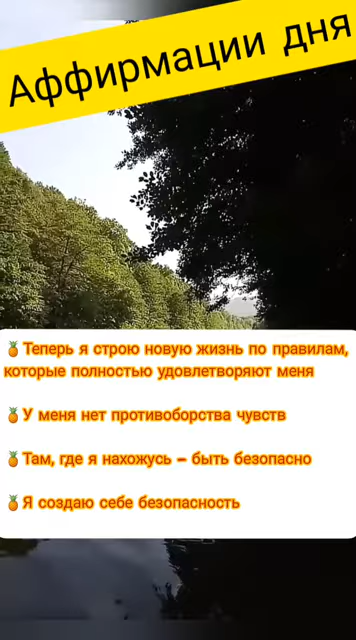 Аффирмации дня
🍍Теперь я строю новую жизнь по правилам,
которые полностью удовлетворяют меня
🍍У меня нет противоборства чувств
🍍Там, где я нахожусь – быть безопасно
🍍Я создаю себе безопасность